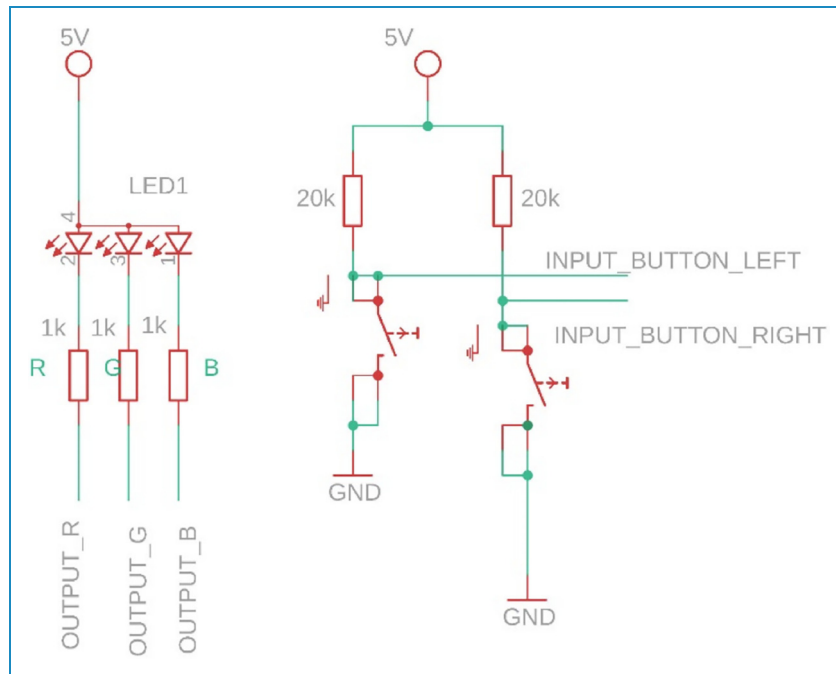 5V
5V
LED1
4
2
3
1
20k
20k
INPUT_BUTTON_LEFT
INPUT_BUTTON_RIGHT
1k
1k
1k
R
G
B
GND
GND
OUTPUT_R
OUTPUT_G
OUTPUT_B